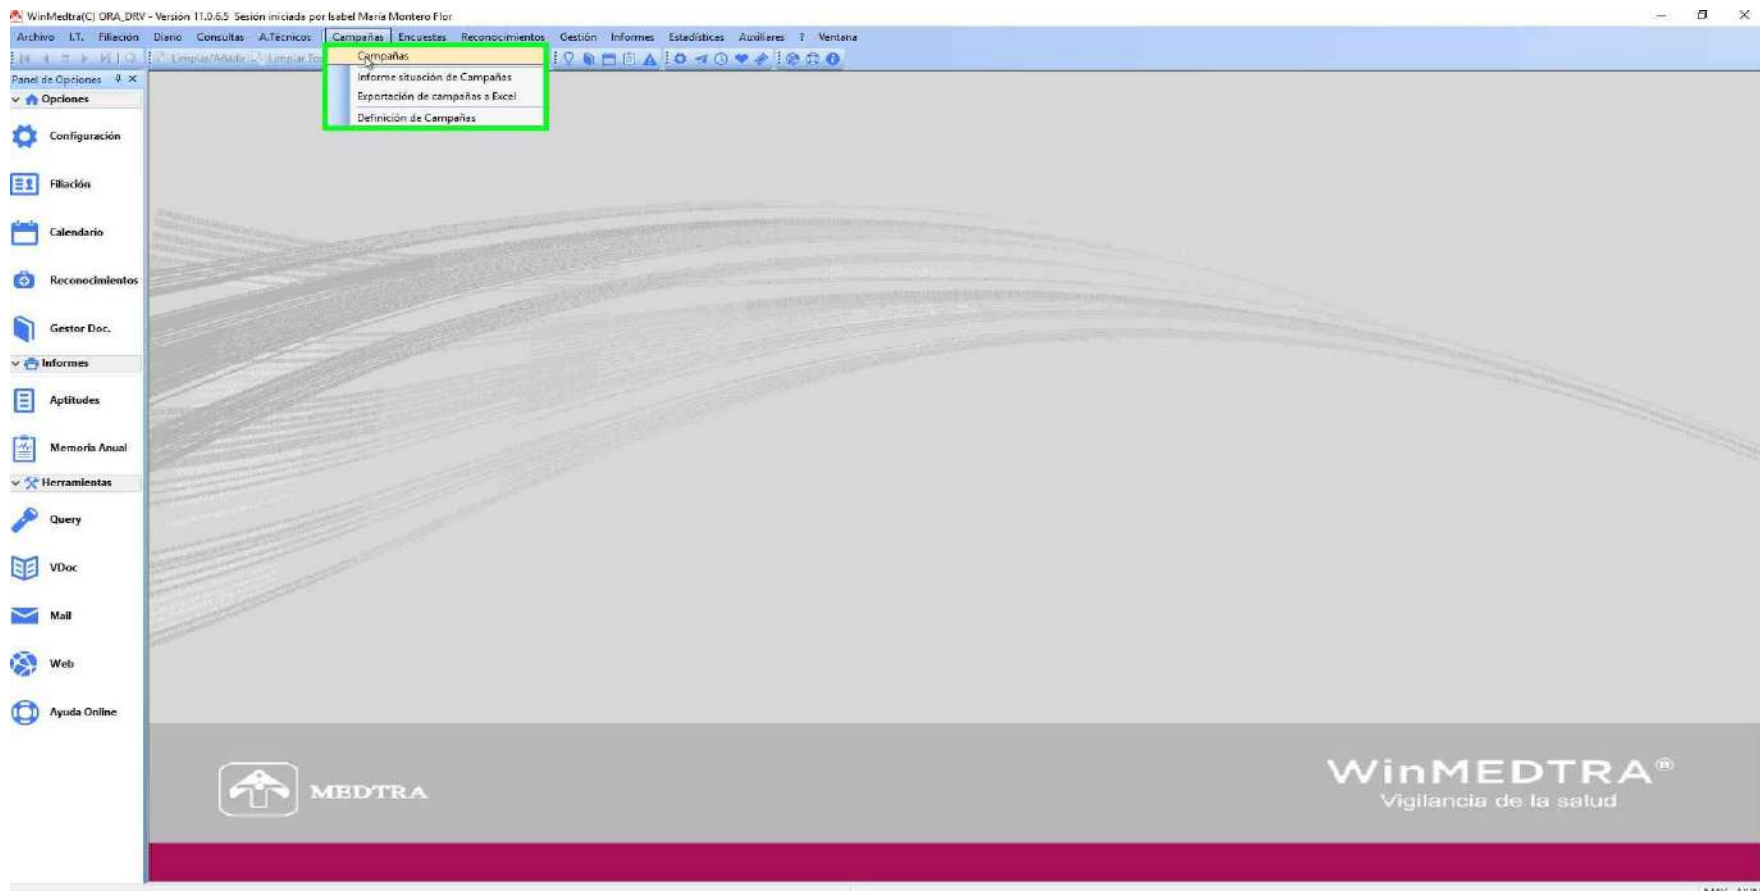 WinMedtra(C) ORA_DRV - Versión 11.0.6.5 Sesión iniciada por Isabel María Montero Flor
Archivo I.T. Filiación Diario Consultas A.Técnicos Campañas Encuestas Reconocimientos Gestión Informes Estadísticas Auxiliares ? Ventana
Limpiar/Añadir Limpiar
Campañas
Informe situación de Campañas
Exportación de campañas a Excel
Definición de Campañas
Panel de Opciones
Opciones
Configuración
Filiación
Calendario
Reconocimientos
Gestor Doc.
Informes
Aptitudes
Memoria Anual
Herramientas
Query
VDoc
Mail
Web
Ayuda Online
MEDTRA
WinMEDTRA®
Vigilancia de la salud